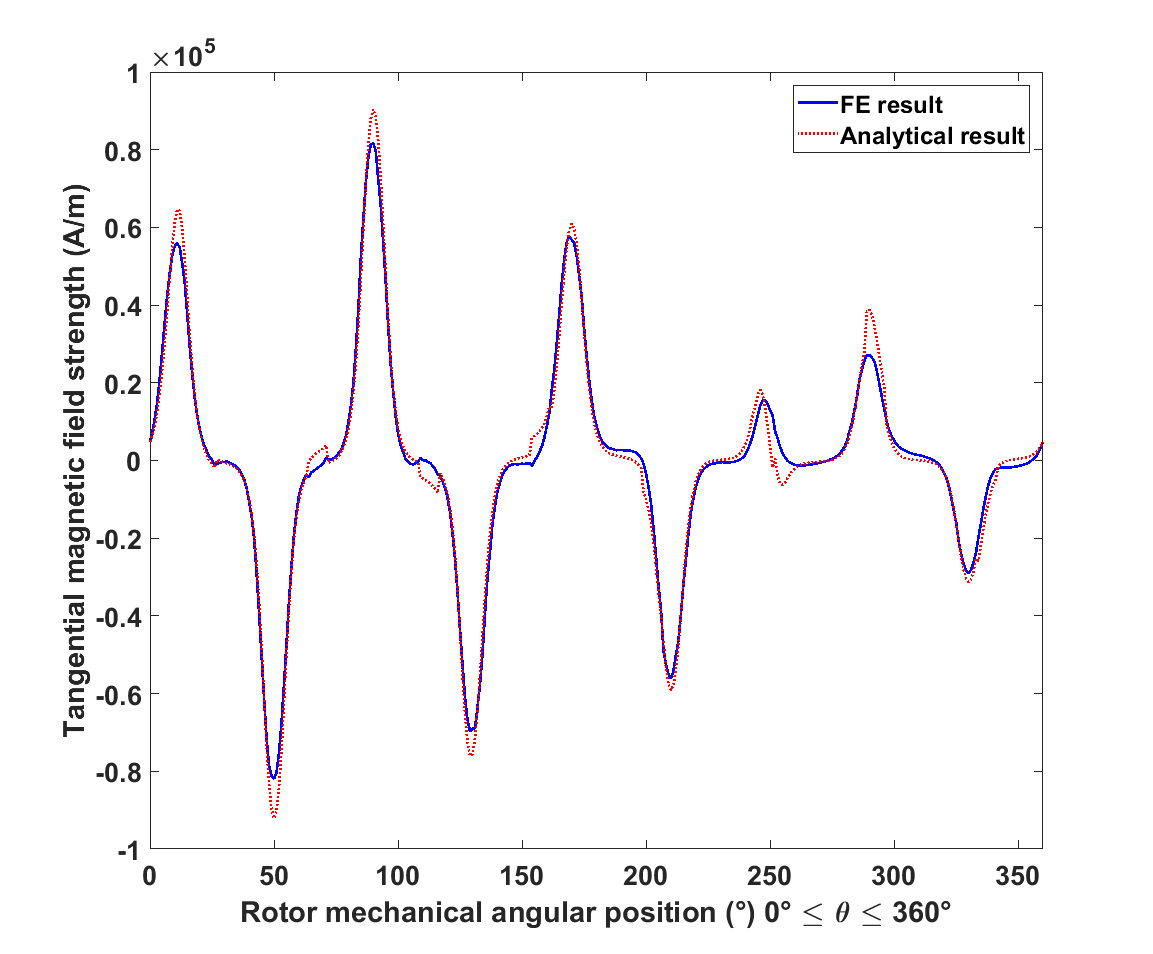 ×10⁵
1
0.8
0.6
0.4
0.2
0
-0.2
-0.4
-0.6
-0.8
-1
Tangential magnetic field strength (A/m)
FE result
Analytical result
0 50 100 150 200 250 300 350
Rotor mechanical angular position (°) 0° ≤ θ ≤ 360°